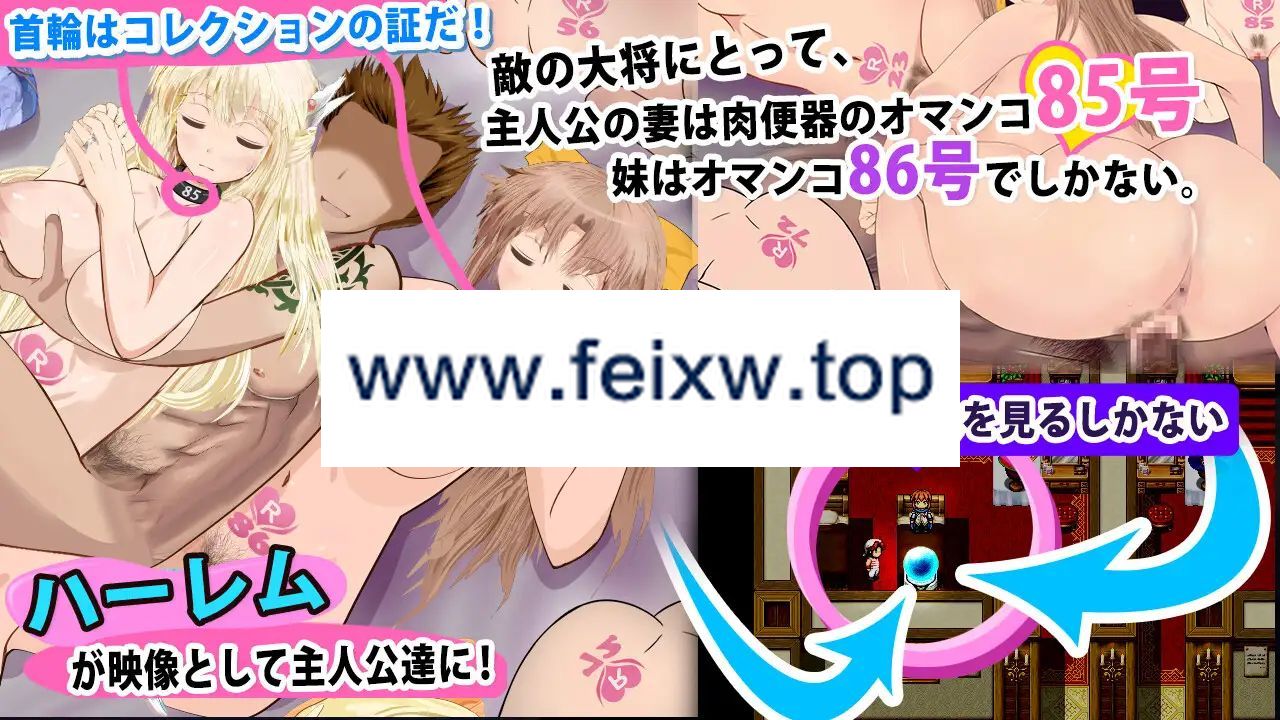 首輪はコレクションの証だ！
敵の大将にとって、
主人公の妻は肉便器のオマンコ85号
妹はオマンコ86号でしかない。
85
R
56
R
23
R
85
R
72
R
R
86
www.feixw.top
を見るしかない
ハーレム
が映像として主人公達に！